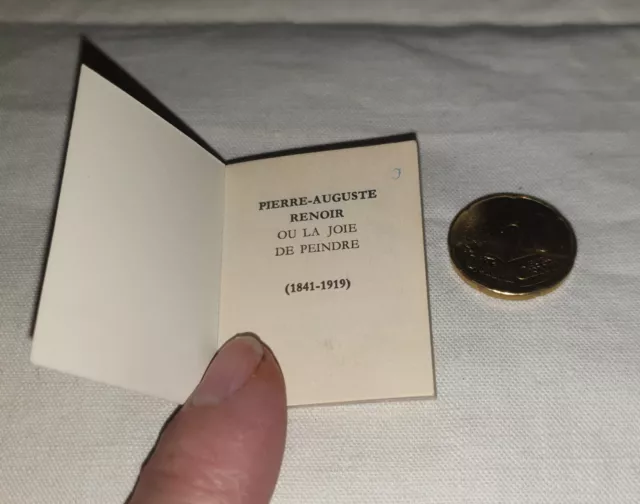 PIERRE-AUGUSTE
RENOIR
OU LA JOIE
DE PEINDRE
(1841-1919)